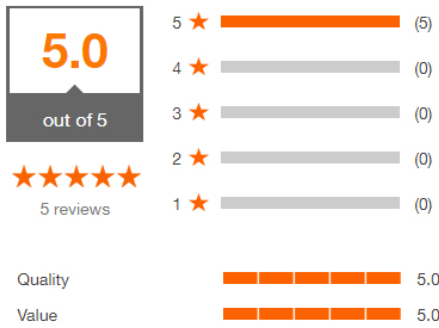 5.0
out of 5
5 reviews
5 (5)
4 (0)
3 (0)
2 (0)
1 (0)
Quality 5.0
Value 5.0